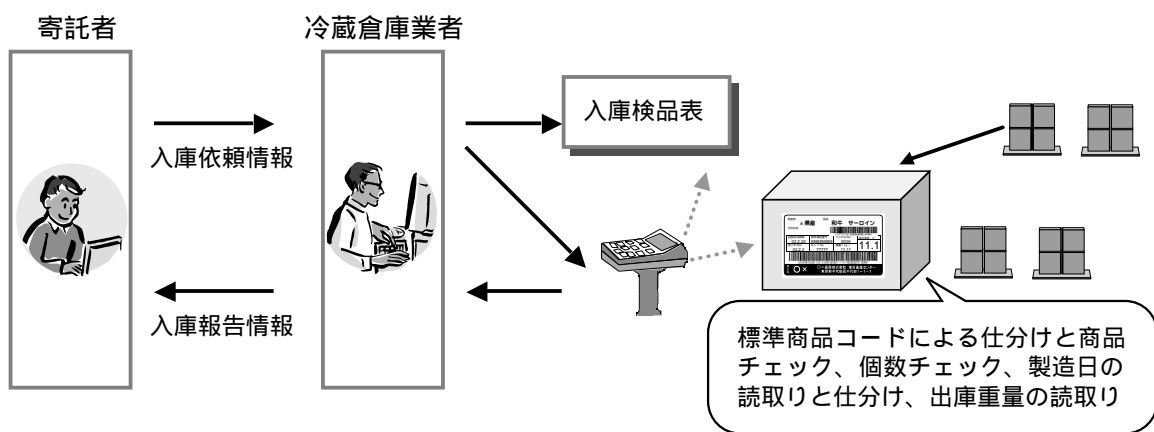 寄託者
冷蔵倉庫業者
入庫依頼情報
入庫検品表
入庫報告情報
和牛 サーロイン
11.1
標準商品コードによる仕分けと商品
チェック、個数チェック、製造日の
読取りと仕分け、出庫重量の読取り